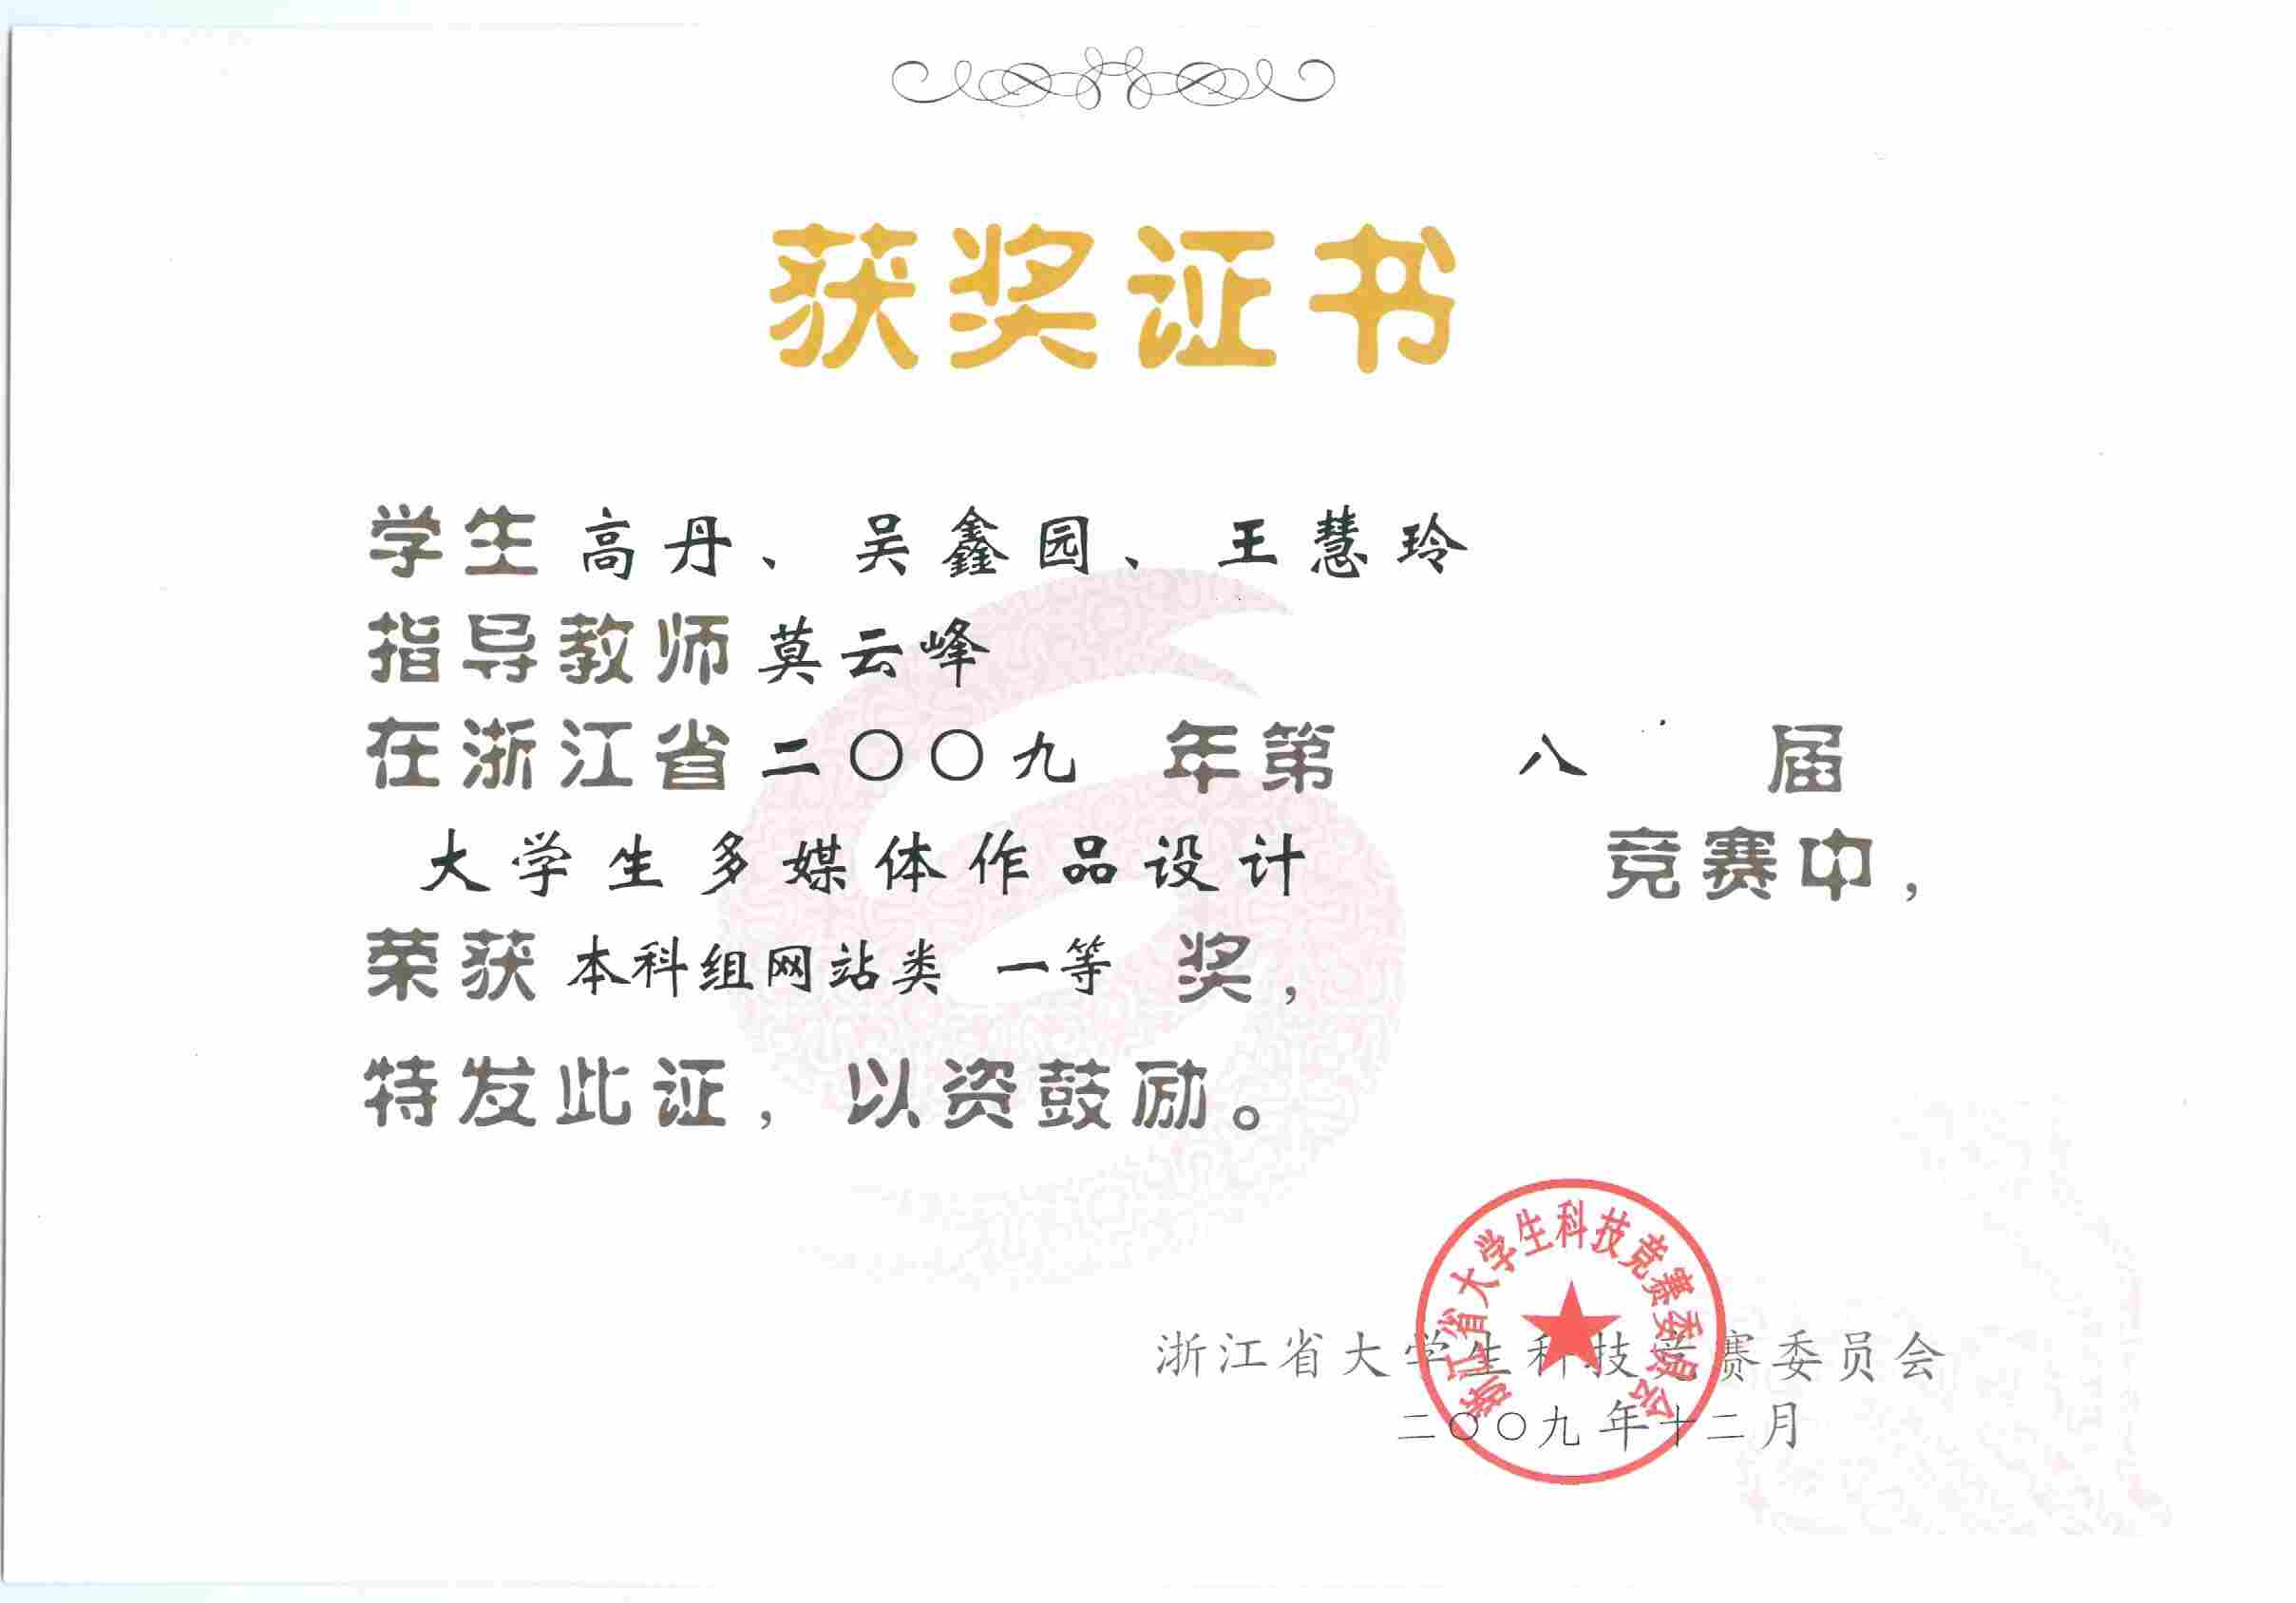 获奖证书
学生 高丹、吴鑫园、王慧玲
指导教师 莫云峰
在浙江省二〇〇九 年第 八 届
大学生多媒体作品设计 竞赛中，
荣获 本科组网站类 一等 奖，
特发此证，以资鼓励。
浙江省大学生科技竞赛委员会
浙江省大学生科技竞赛委员会
二〇〇九年十二月